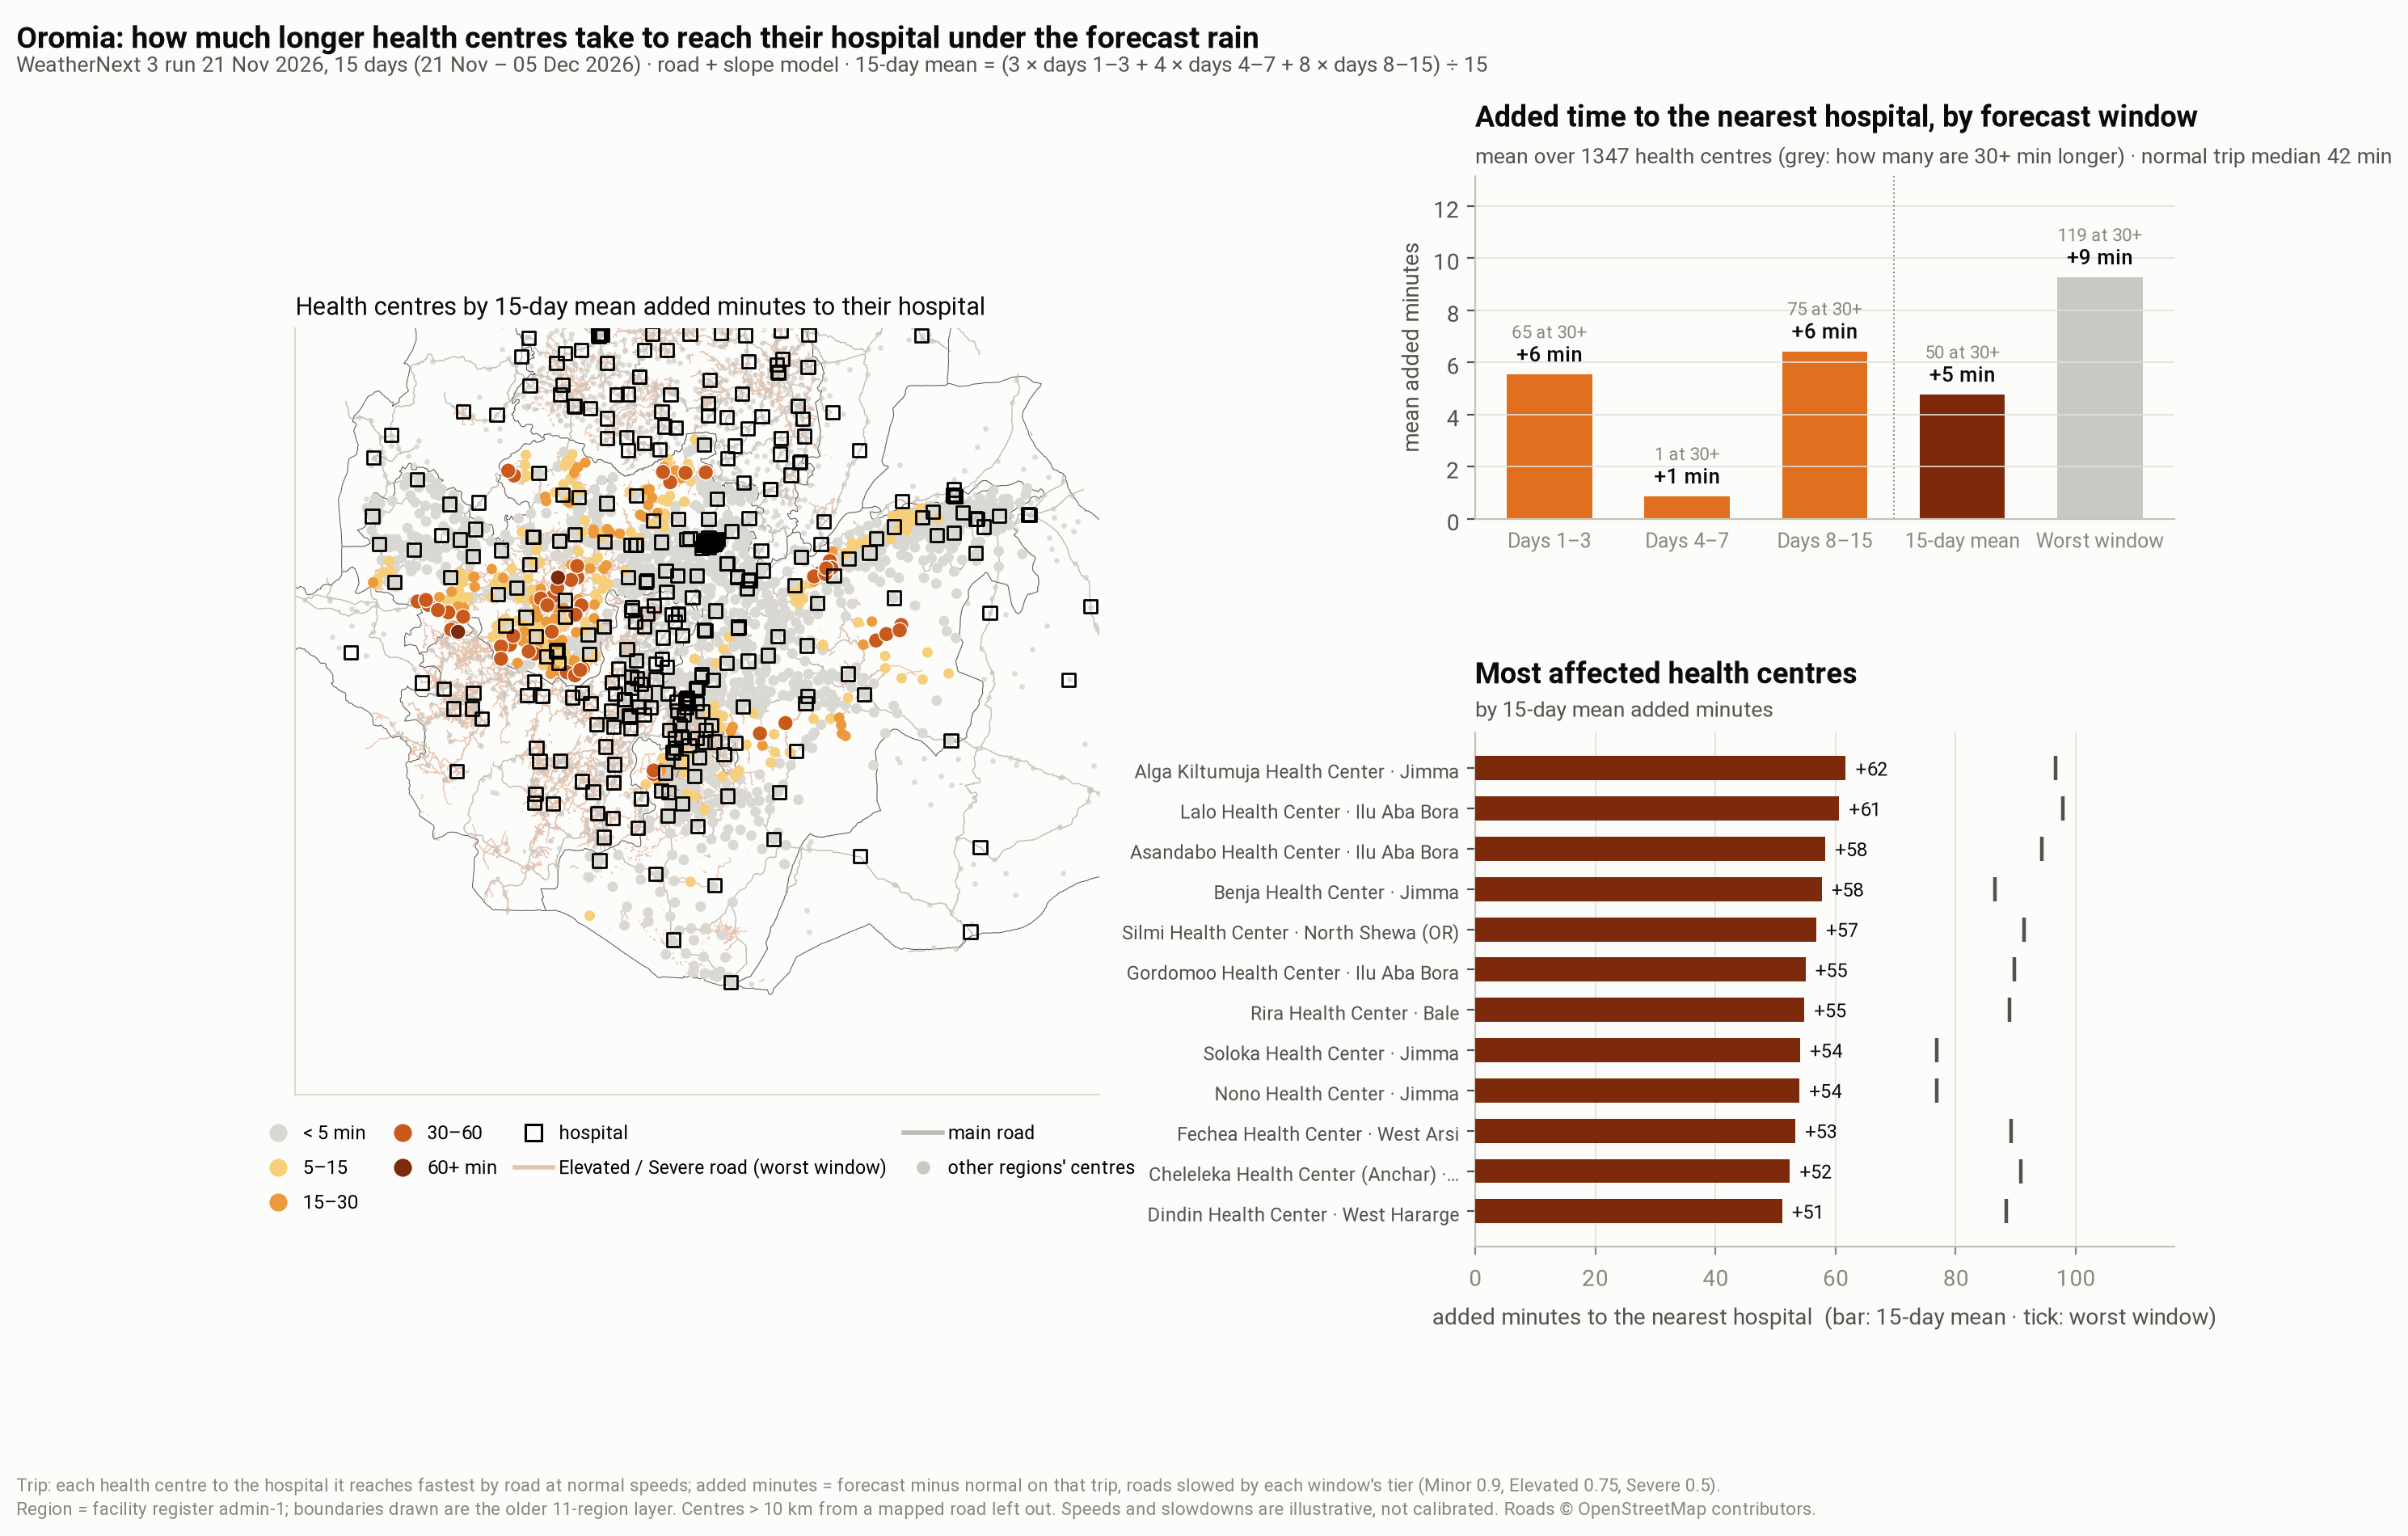 Oromia: how much longer health centres take to reach their hospital under the forecast rain
WeatherNext 3 run 21 Nov 2026, 15 days (21 Nov – 05 Dec 2026) · road + slope model · 15-day mean = (3 × days 1–3 + 4 × days 4–7 + 8 × days 8–15) ÷ 15
Health centres by 15-day mean added minutes to their hospital
< 5 min
5–15
15–30
30–60
60+ min
hospital
Elevated / Severe road (worst window)
main road
other regions' centres
Added time to the nearest hospital, by forecast window
mean over 1347 health centres (grey: how many are 30+ min longer) · normal trip median 42 min
mean added minutes
12
10
8
6
4
2
0
65 at 30+
+6 min
1 at 30+
+1 min
75 at 30+
+6 min
50 at 30+
+5 min
119 at 30+
+9 min
Days 1–3
Days 4–7
Days 8–15
15-day mean
Worst window
Most affected health centres
by 15-day mean added minutes
Alga Kiltumuja Health Center · Jimma +62
Lalo Health Center · Ilu Aba Bora +61
Asandabo Health Center · Ilu Aba Bora +58
Benja Health Center · Jimma +58
Silmi Health Center · North Shewa (OR) +57
Gordomoo Health Center · Ilu Aba Bora +55
Rira Health Center · Bale +55
Soloka Health Center · Jimma +54
Nono Health Center · Jimma +54
Fechea Health Center · West Arsi +53
Cheleleka Health Center (Anchar) ·... +52
Dindin Health Center · West Hararge +51
0 20 40 60 80 100
added minutes to the nearest hospital (bar: 15-day mean · tick: worst window)
Trip: each health centre to the hospital it reaches fastest by road at normal speeds; added minutes = forecast minus normal on that trip, roads slowed by each window's tier (Minor 0.9, Elevated 0.75, Severe 0.5).
Region = facility register admin-1; boundaries drawn are the older 11-region layer. Centres > 10 km from a mapped road left out. Speeds and slowdowns are illustrative, not calibrated. Roads © OpenStreetMap contributors.